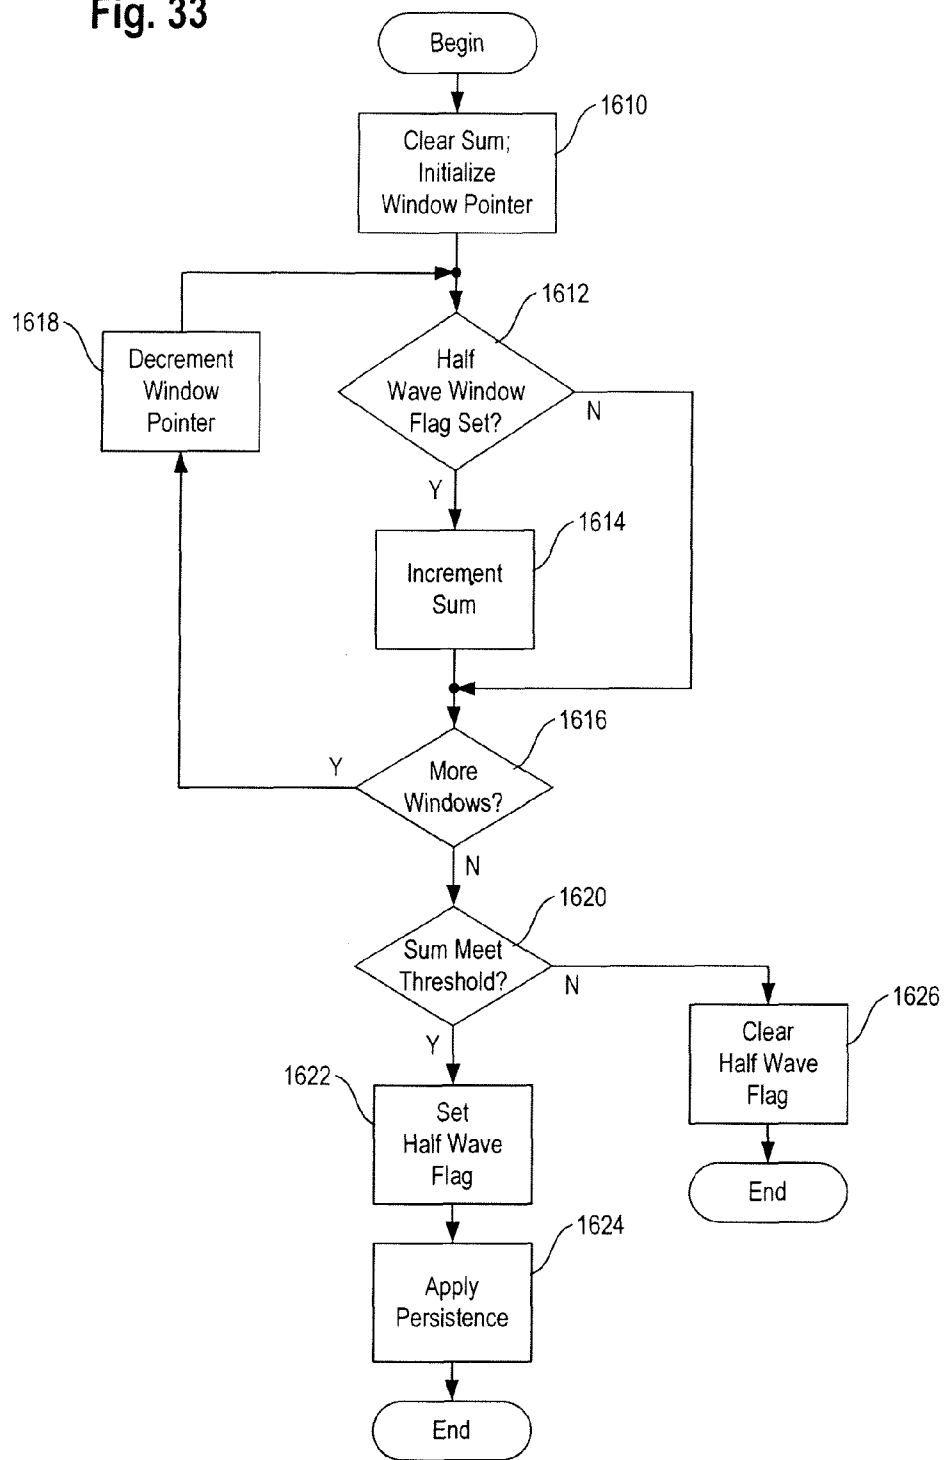 Fig. 33
Begin
1610
Clear Sum;
Initialize
Window Pointer
1612
1618
Decrement
Window
Pointer
Half
Wave Window
Flag Set?
N
Y
1614
Increment
Sum
1616
Y
More
Windows?
N
1620
Sum Meet
Threshold?
N
1626
Y
Clear
Half Wave
Flag
1622
Set
Half Wave
Flag
End
1624
Apply
Persistence
End